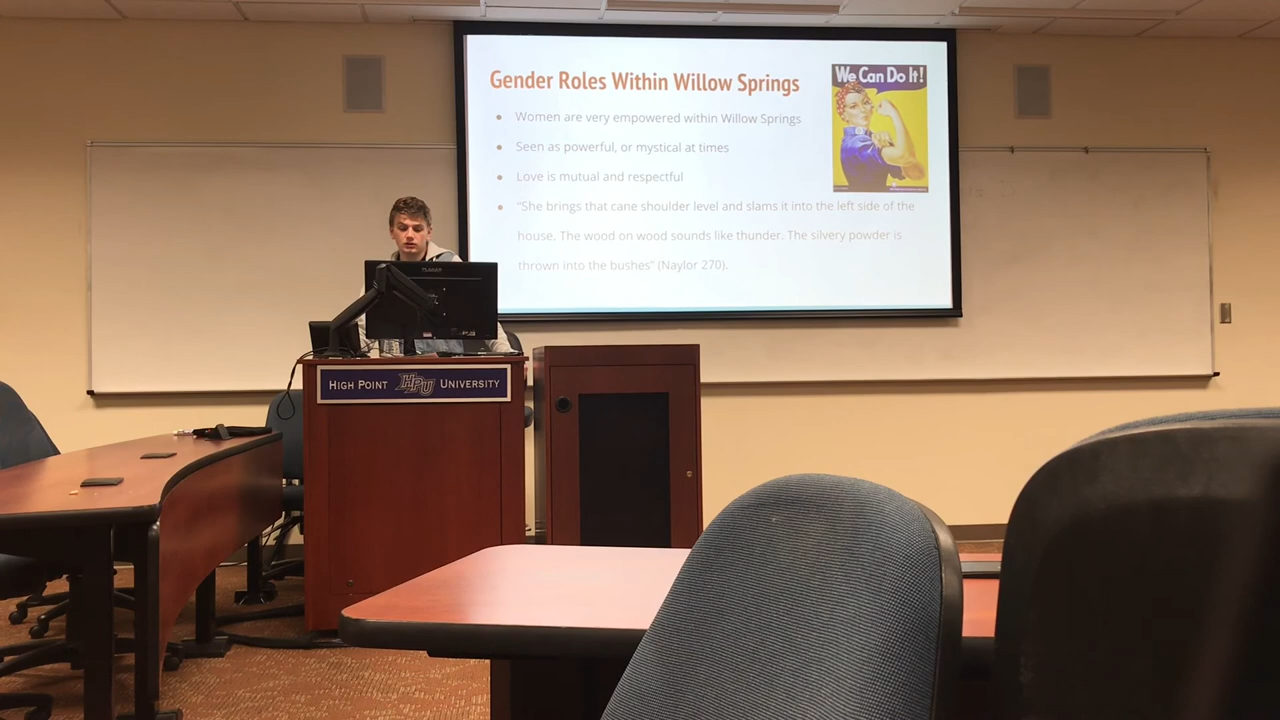 Gender Roles Within Willow Springs
We Can Do It!
• Women are very empowered within Willow Springs
• Seen as powerful, or mystical at times
• Love is mutual and respectful
• “She brings that cane shoulder level and slams it into the left side of the
house. The wood on wood sounds like thunder. The silvery powder is
thrown into the bushes” (Naylor 270).
HIGH POINT HPU UNIVERSITY